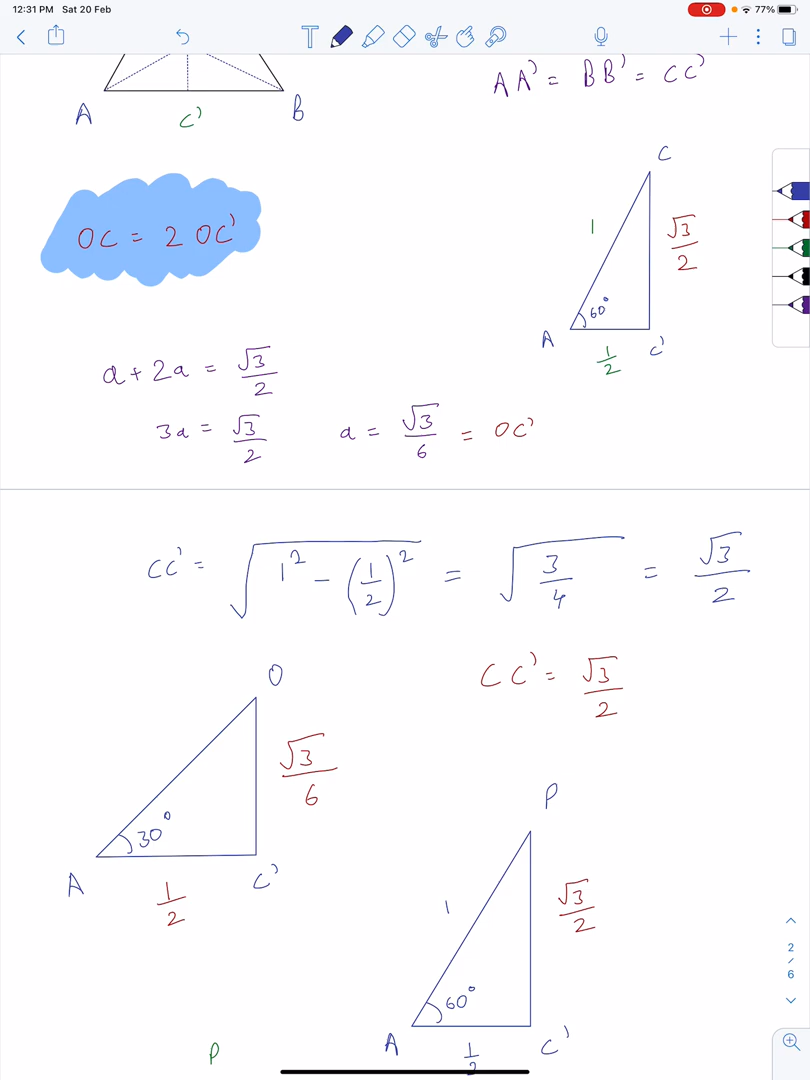 12:31 PM Sat 20 Feb
77%
T
A
C'
B
AA' = BB' = CC'
OC = 2 OC'
C
1
√3/2
60°
A
1/2
C'
a + 2a = √3/2
3a = √3/2
a = √3/6 = OC'
CC' = √(1² - (1/2)²) = √(3/4) = √3/2
CC' = √3/2
O
√3/6
30°
A
1/2
C'
P
1
√3/2
60°
A
1/2
C'
P
2
/
6